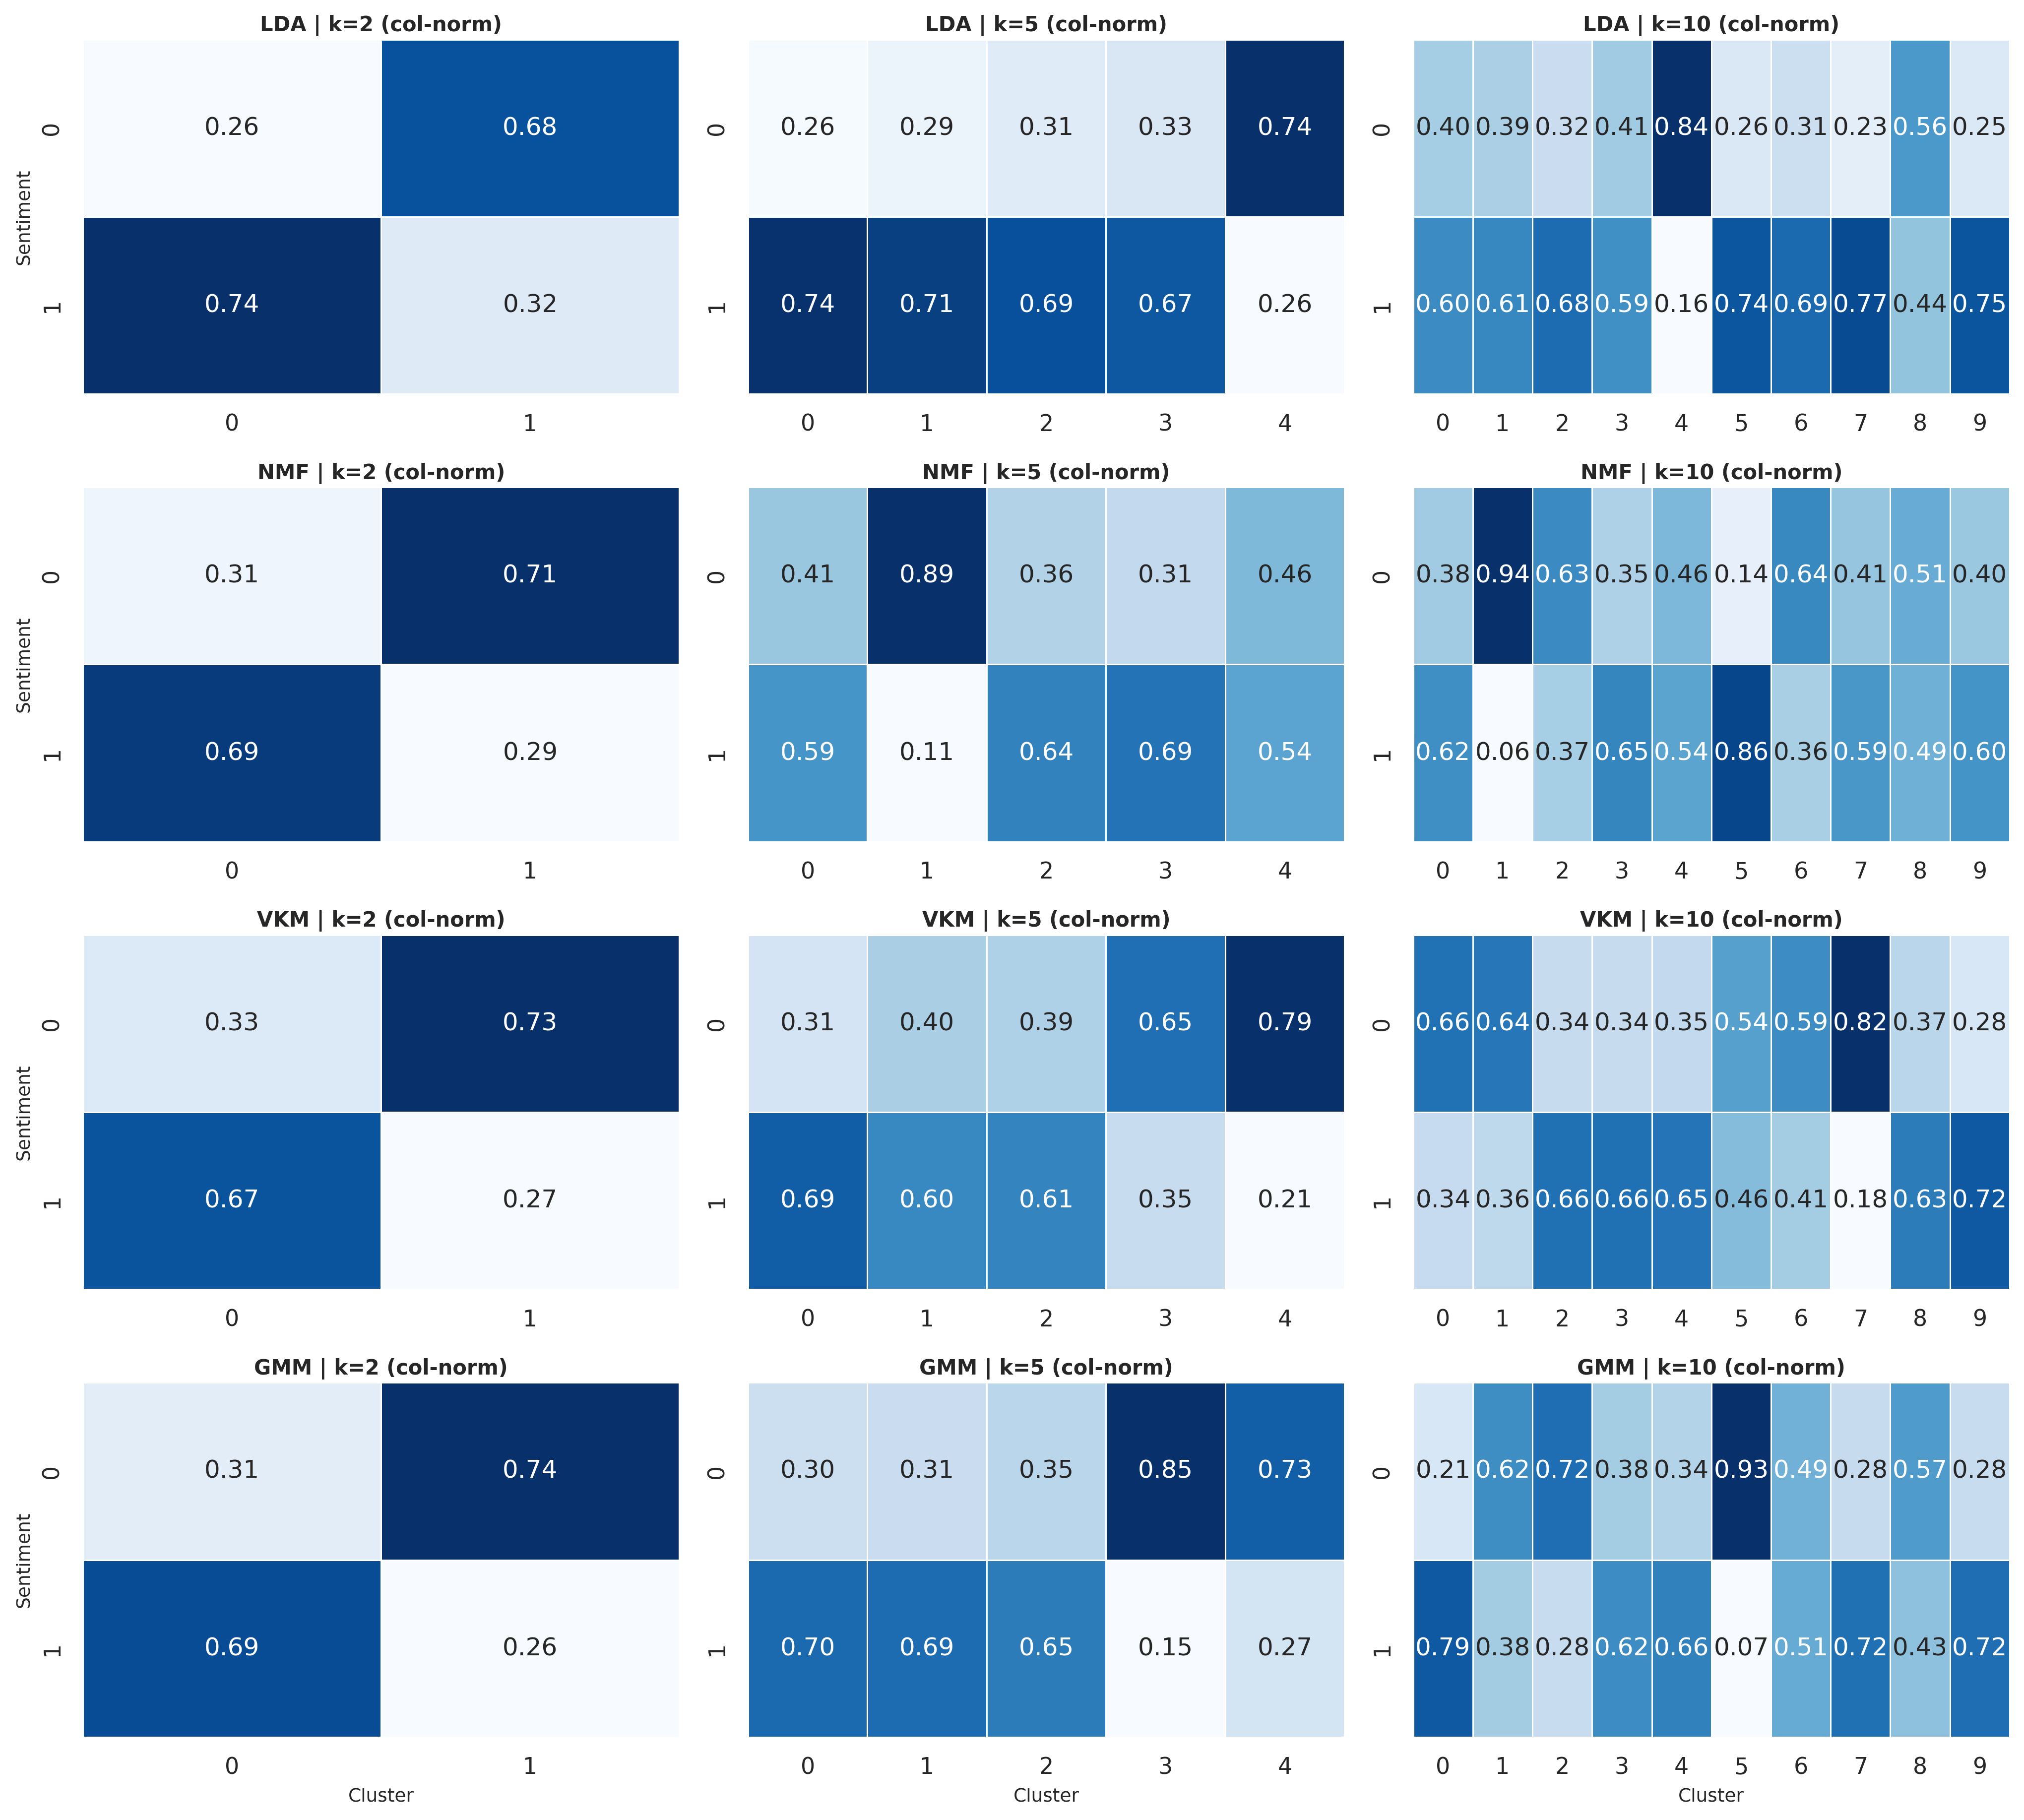 LDA | k=2 (col-norm)
LDA | k=5 (col-norm)
LDA | k=10 (col-norm)
0 0.26 0.68
0 0.26 0.29 0.31 0.33 0.74
0 0.40 0.39 0.32 0.41 0.84 0.26 0.31 0.23 0.56 0.25
Sentiment
1 0.74 0.32
1 0.74 0.71 0.69 0.67 0.26
1 0.60 0.61 0.68 0.59 0.16 0.74 0.69 0.77 0.44 0.75
0 1
0 1 2 3 4
0 1 2 3 4 5 6 7 8 9
NMF | k=2 (col-norm)
NMF | k=5 (col-norm)
NMF | k=10 (col-norm)
0 0.31 0.71
0 0.41 0.89 0.36 0.31 0.46
0 0.38 0.94 0.63 0.35 0.46 0.14 0.64 0.41 0.51 0.40
Sentiment
1 0.69 0.29
1 0.59 0.11 0.64 0.69 0.54
1 0.62 0.06 0.37 0.65 0.54 0.86 0.36 0.59 0.49 0.60
0 1
0 1 2 3 4
0 1 2 3 4 5 6 7 8 9
VKM | k=2 (col-norm)
VKM | k=5 (col-norm)
VKM | k=10 (col-norm)
0 0.33 0.73
0 0.31 0.40 0.39 0.65 0.79
0 0.66 0.64 0.34 0.34 0.35 0.54 0.59 0.82 0.37 0.28
Sentiment
1 0.67 0.27
1 0.69 0.60 0.61 0.35 0.21
1 0.34 0.36 0.66 0.66 0.65 0.46 0.41 0.18 0.63 0.72
0 1
0 1 2 3 4
0 1 2 3 4 5 6 7 8 9
GMM | k=2 (col-norm)
GMM | k=5 (col-norm)
GMM | k=10 (col-norm)
0 0.31 0.74
0 0.30 0.31 0.35 0.85 0.73
0 0.21 0.62 0.72 0.38 0.34 0.93 0.49 0.28 0.57 0.28
Sentiment
1 0.69 0.26
1 0.70 0.69 0.65 0.15 0.27
1 0.79 0.38 0.28 0.62 0.66 0.07 0.51 0.72 0.43 0.72
0 1
0 1 2 3 4
0 1 2 3 4 5 6 7 8 9
Cluster
Cluster
Cluster